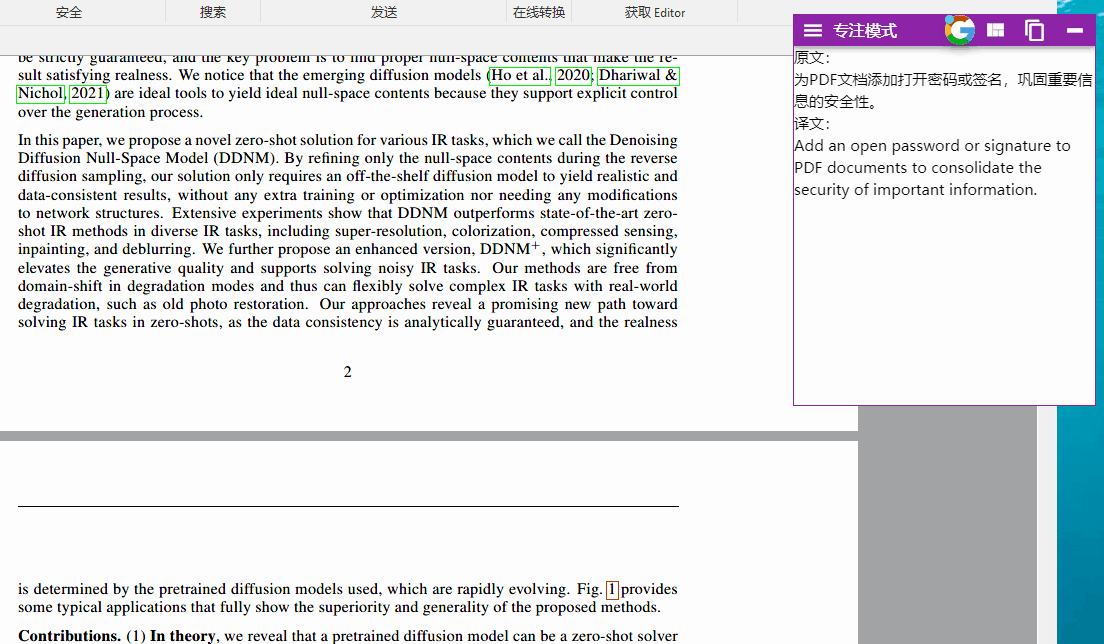 安全 搜索 发送 在线转换 获取 Editor
be strictly guaranteed, and the key problem is to find proper null-space contents that make the re-
sult satisfying realness. We notice that the emerging diffusion models (Ho et al., 2020; Dhariwal &
Nichol, 2021) are ideal tools to yield ideal null-space contents because they support explicit control
over the generation process.
In this paper, we propose a novel zero-shot solution for various IR tasks, which we call the Denoising
Diffusion Null-Space Model (DDNM). By refining only the null-space contents during the reverse
diffusion sampling, our solution only requires an off-the-shelf diffusion model to yield realistic and
data-consistent results, without any extra training or optimization nor needing any modifications
to network structures. Extensive experiments show that DDNM outperforms state-of-the-art zero-
shot IR methods in diverse IR tasks, including super-resolution, colorization, compressed sensing,
inpainting, and deblurring. We further propose an enhanced version, DDNM⁺, which significantly
elevates the generative quality and supports solving noisy IR tasks. Our methods are free from
domain-shift in degradation modes and thus can flexibly solve complex IR tasks with real-world
degradation, such as old photo restoration. Our approaches reveal a promising new path toward
solving IR tasks in zero-shots, as the data consistency is analytically guaranteed, and the realness
2
is determined by the pretrained diffusion models used, which are rapidly evolving. Fig. 1 provides
some typical applications that fully show the superiority and generality of the proposed methods.
Contributions. (1) In theory, we reveal that a pretrained diffusion model can be a zero-shot solver
专注模式
原文：
为PDF文档添加打开密码或签名，巩固重要信
息的安全性。
译文：
Add an open password or signature to
PDF documents to consolidate the
security of important information.